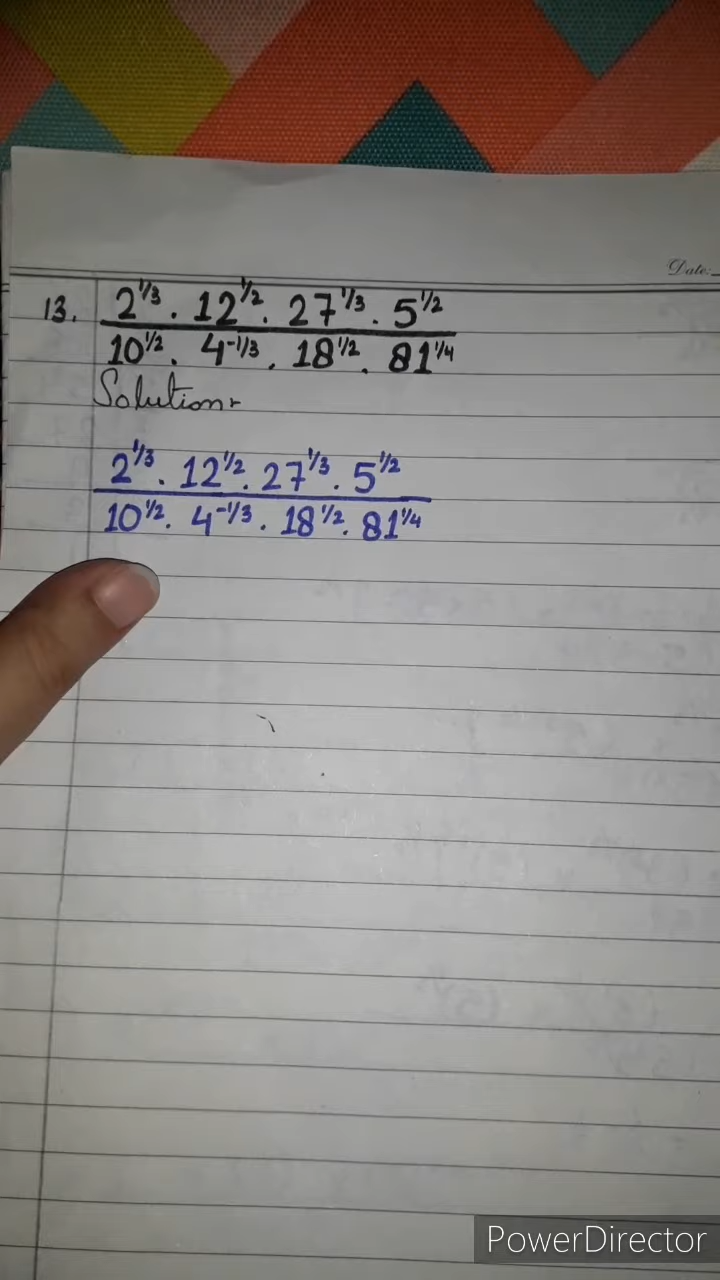 Date:
13. 2^1/3 . 12^1/2 . 27^1/3 . 5^1/2
10^1/2 . 4^-1/3 . 18^1/2 . 81^1/4
Solution:-
2^1/3 . 12^1/2 . 27^1/3 . 5^1/2
10^1/2 . 4^-1/3 . 18^1/2 . 81^1/4
PowerDirector